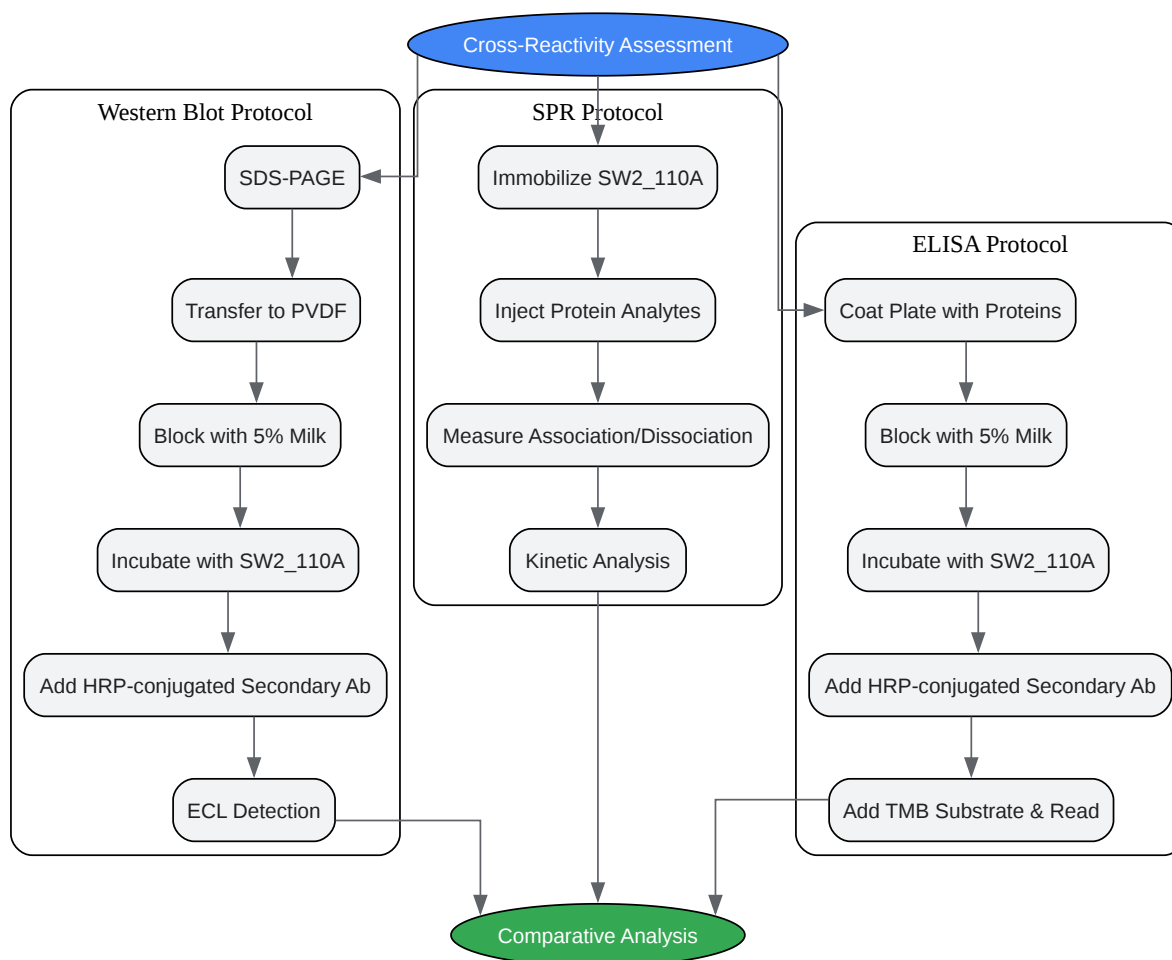 Cross-Reactivity Assessment
Western Blot Protocol
SDS-PAGE
Transfer to PVDF
Block with 5% Milk
Incubate with SW2_110A
Add HRP-conjugated Secondary Ab
ECL Detection
SPR Protocol
Immobilize SW2_110A
Inject Protein Analytes
Measure Association/Dissociation
Kinetic Analysis
ELISA Protocol
Coat Plate with Proteins
Block with 5% Milk
Incubate with SW2_110A
Add HRP-conjugated Secondary Ab
Add TMB Substrate & Read
Comparative Analysis